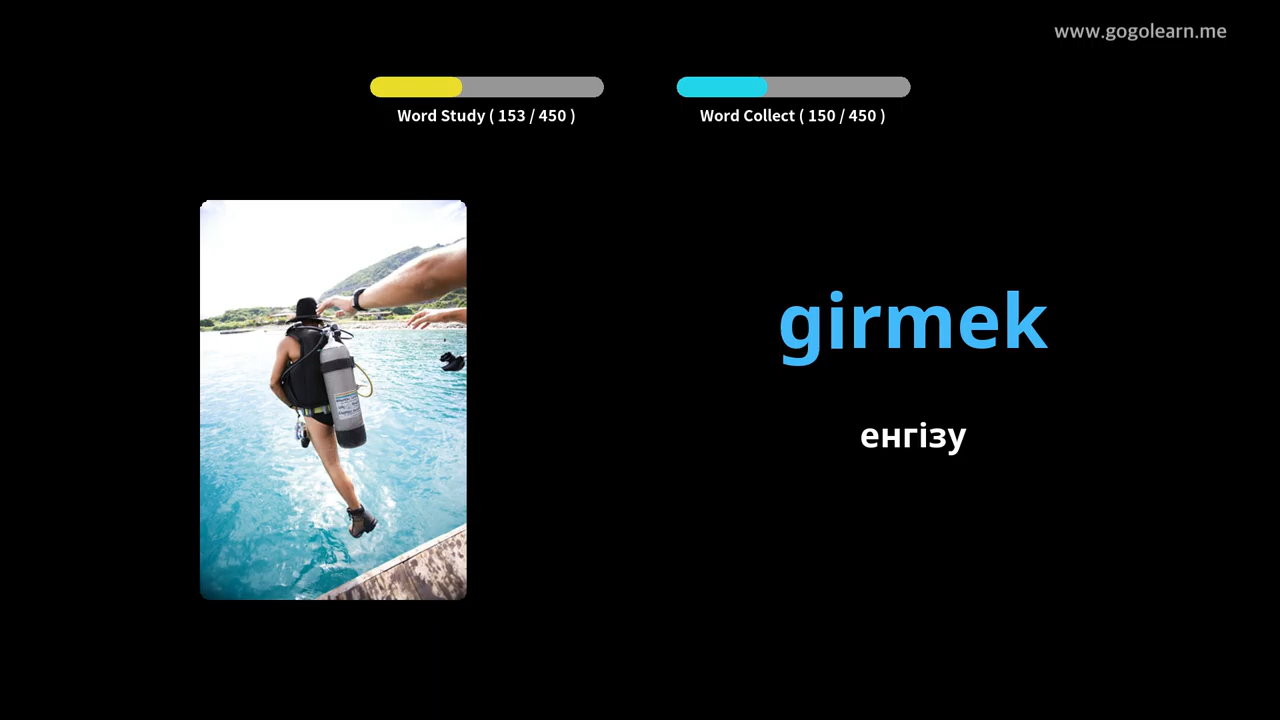 www.gogolearn.me
Word Study ( 153 / 450 )
Word Collect ( 150 / 450 )
girmek
енгізу